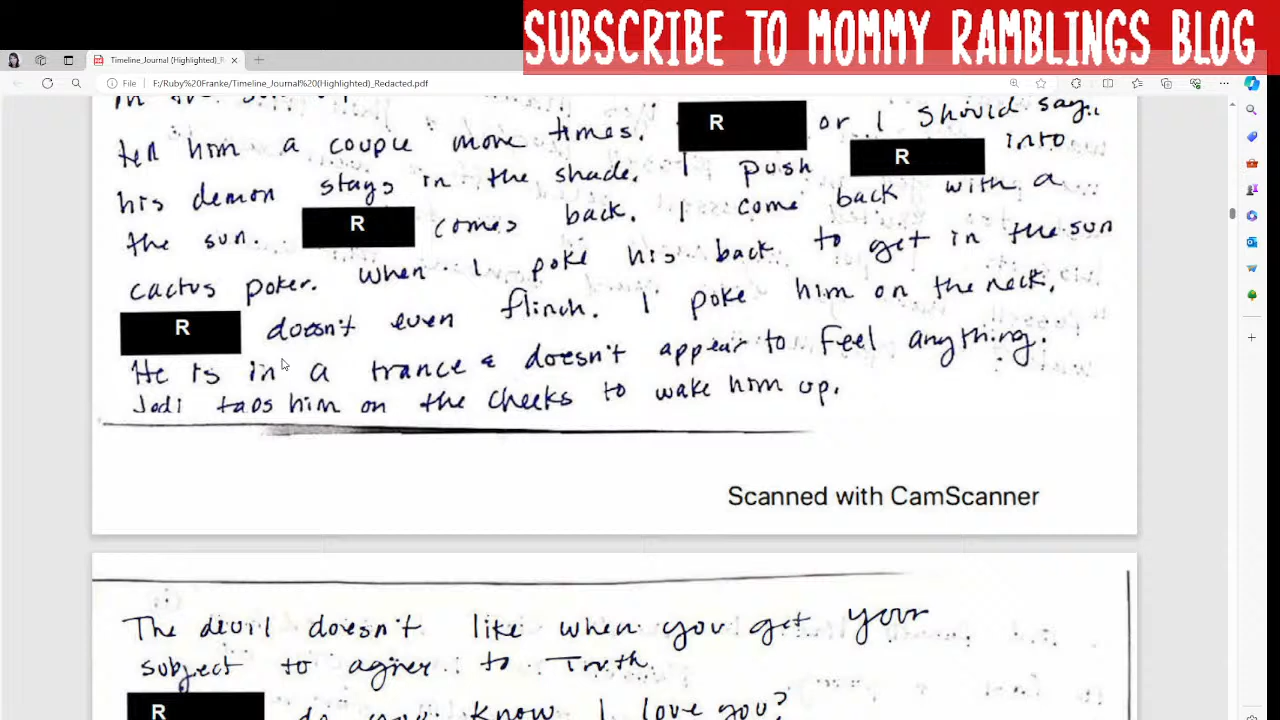 SUBSCRIBE TO MOMMY RAMBLINGS BLOG
Timeline_Journal (Highlighted)_R
File F:/Ruby%20Franke/Timeline_Journal%20(Highlighted)_Redacted.pdf
In the
tell him a couple more times. R or I should say,
his demon stays in the shade. I push R into
the sun. R comes back. I come back with a
cactus poker. When I poke his back to get in the sun
R doesn't even flinch. I poke him on the neck.
He is in a trance & doesn't appear to feel anything.
Jodi taps him on the cheeks to wake him up.
Scanned with CamScanner
The devil doesn't like when you get your
subject to agree to Truth.
R do you know I love you?